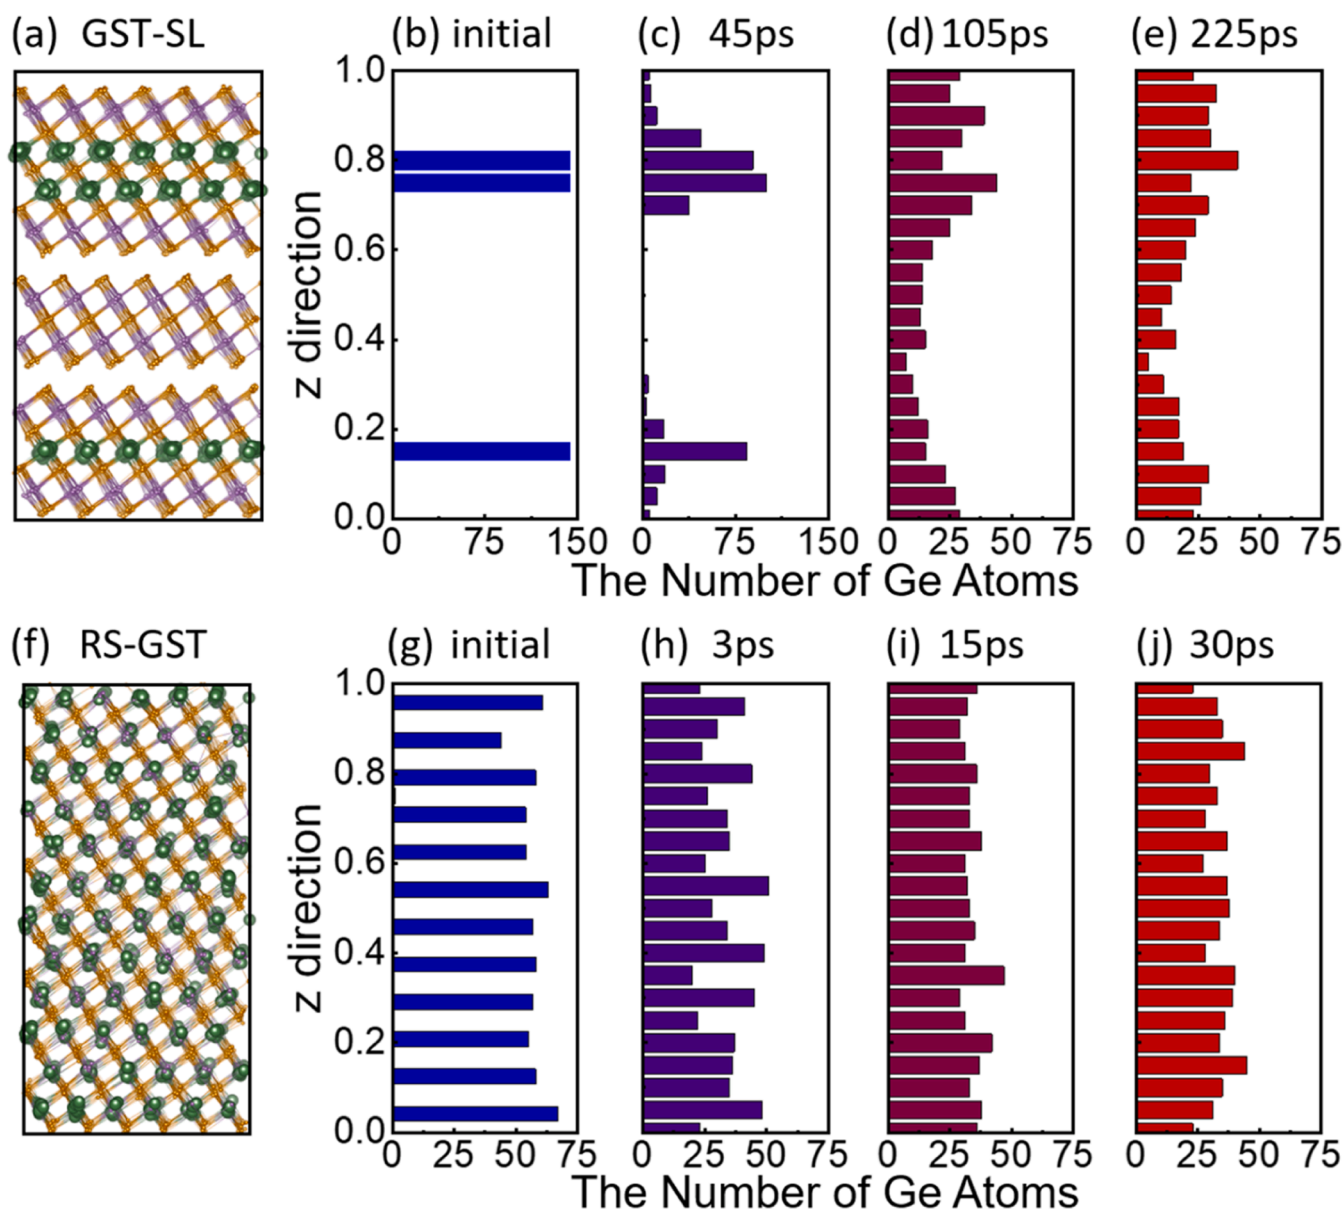 (a) GST-SL (b) initial (c) 45ps (d) 105ps (e) 225ps
1.0
0.8
0.6
0.4
0.2
0.0
z direction
0 75 150 0 75 150 0 25 50 75 0 25 50 75
The Number of Ge Atoms
(f) RS-GST (g) initial (h) 3ps (i) 15ps (j) 30ps
1.0
0.8
0.6
0.4
0.2
0.0
z direction
0 25 50 75 0 25 50 75 0 25 50 75 0 25 50 75
The Number of Ge Atoms